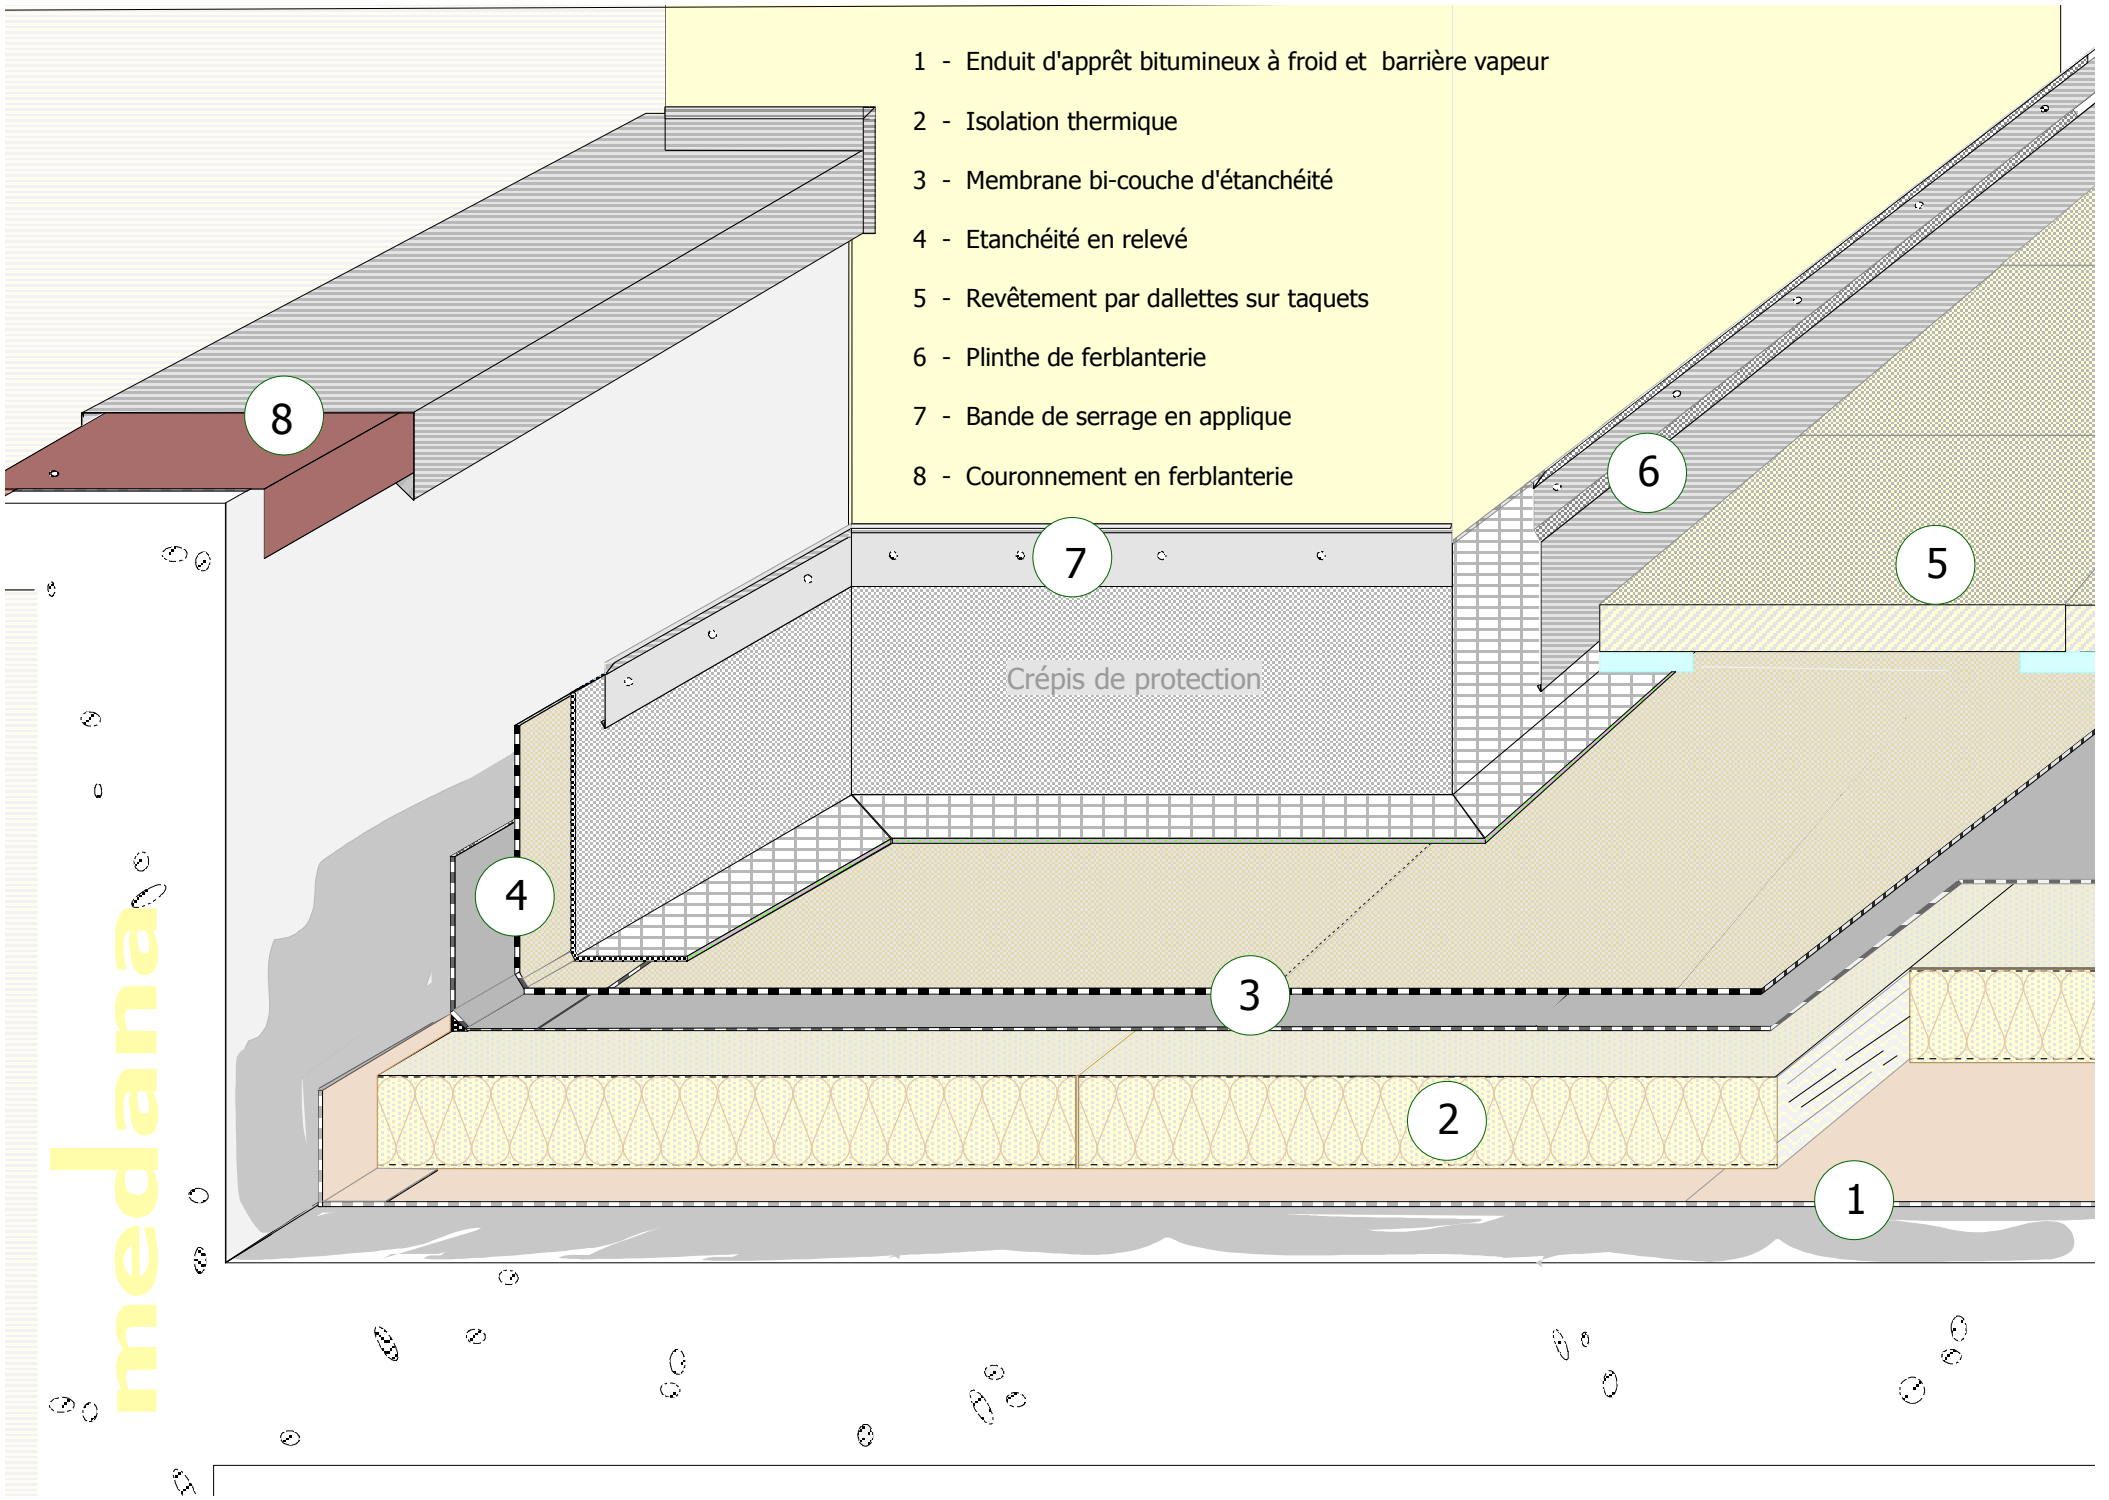 1 - Enduit d'apprêt bitumineux à froid et barrière vapeur
2 - Isolation thermique
3 - Membrane bi-couche d'étanchéité
4 - Etanchéité en relevé
5 - Revêtement par dallettes sur taquets
6 - Plinthe de ferblanterie
7 - Bande de serrage en applique
8 - Couronnement en ferblanterie
8
6
7
5
Crépis de protection
4
3
2
1
medana